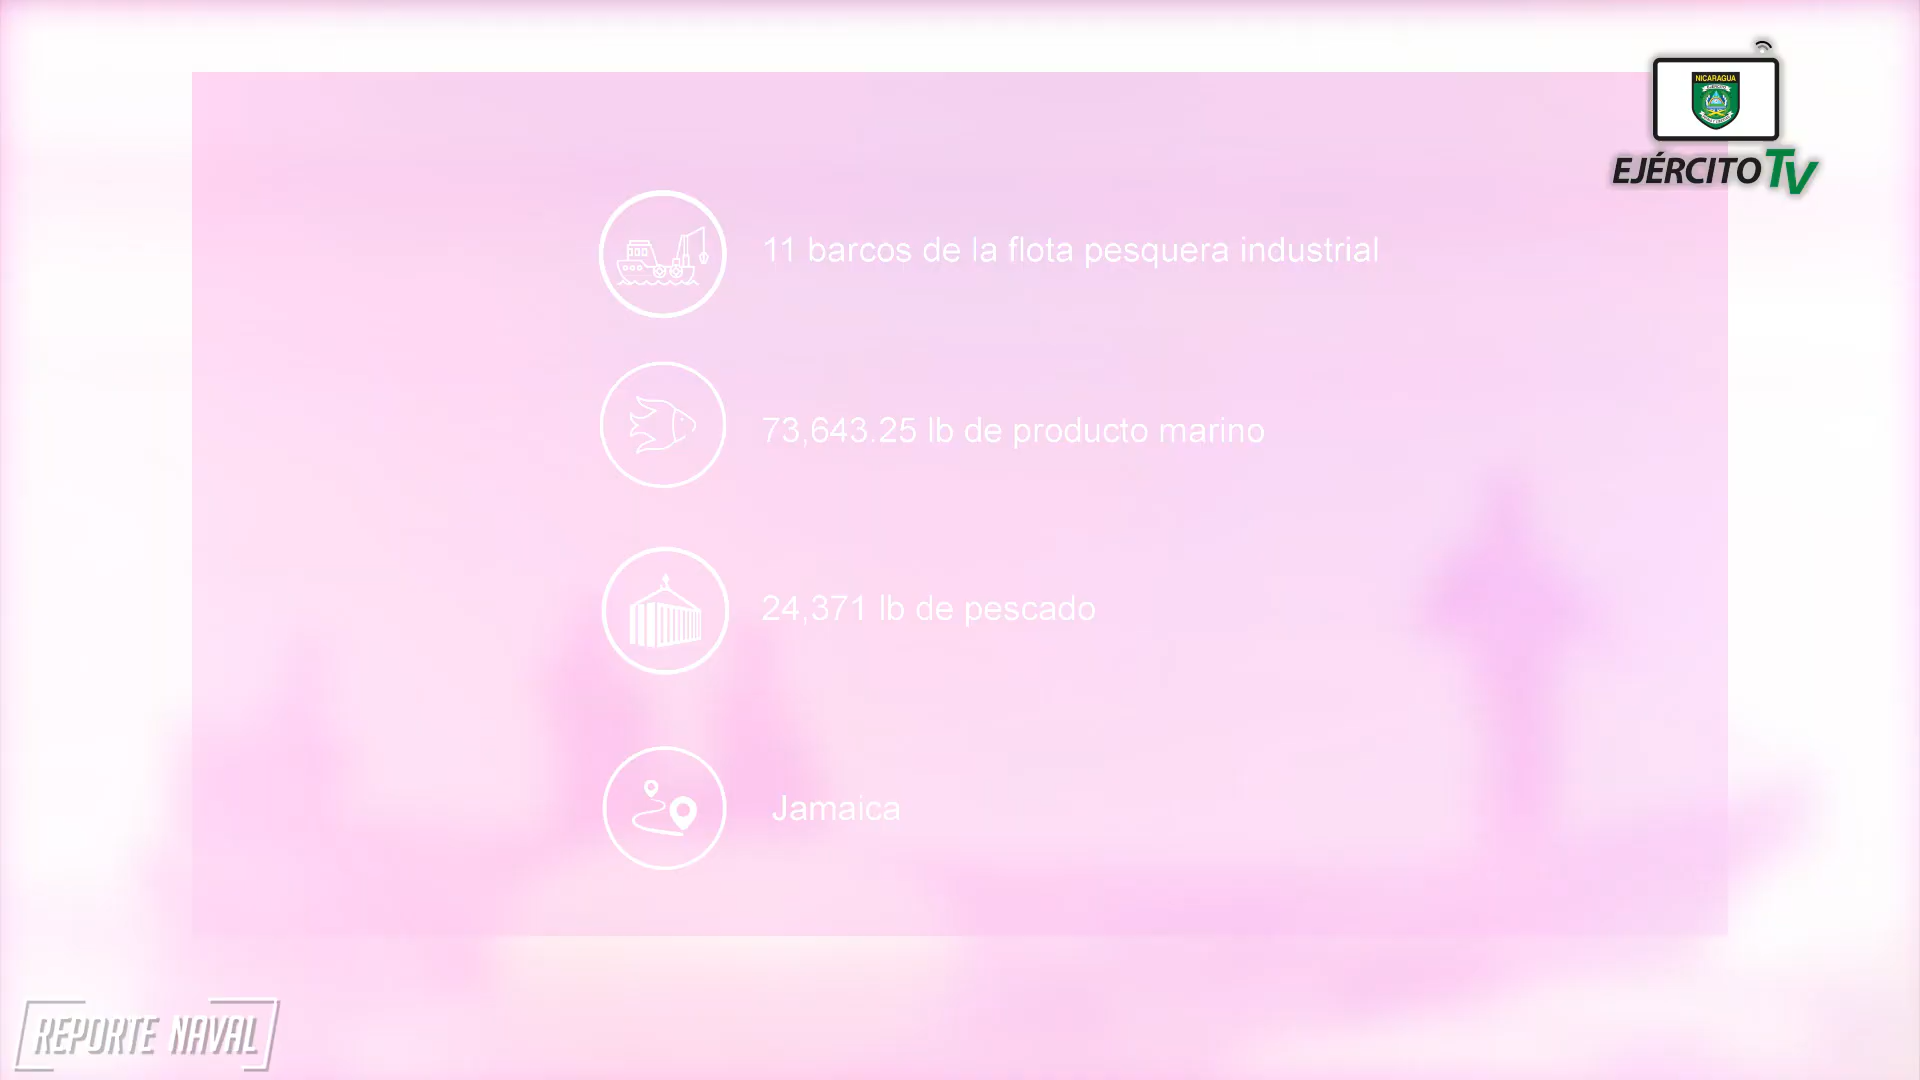 NICARAGUA
EJÉRCITO TV
11 barcos de la flota pesquera industrial
73,643.25 lb de producto marino
24,371 lb de pescado
Jamaica
REPORTE NAVAL